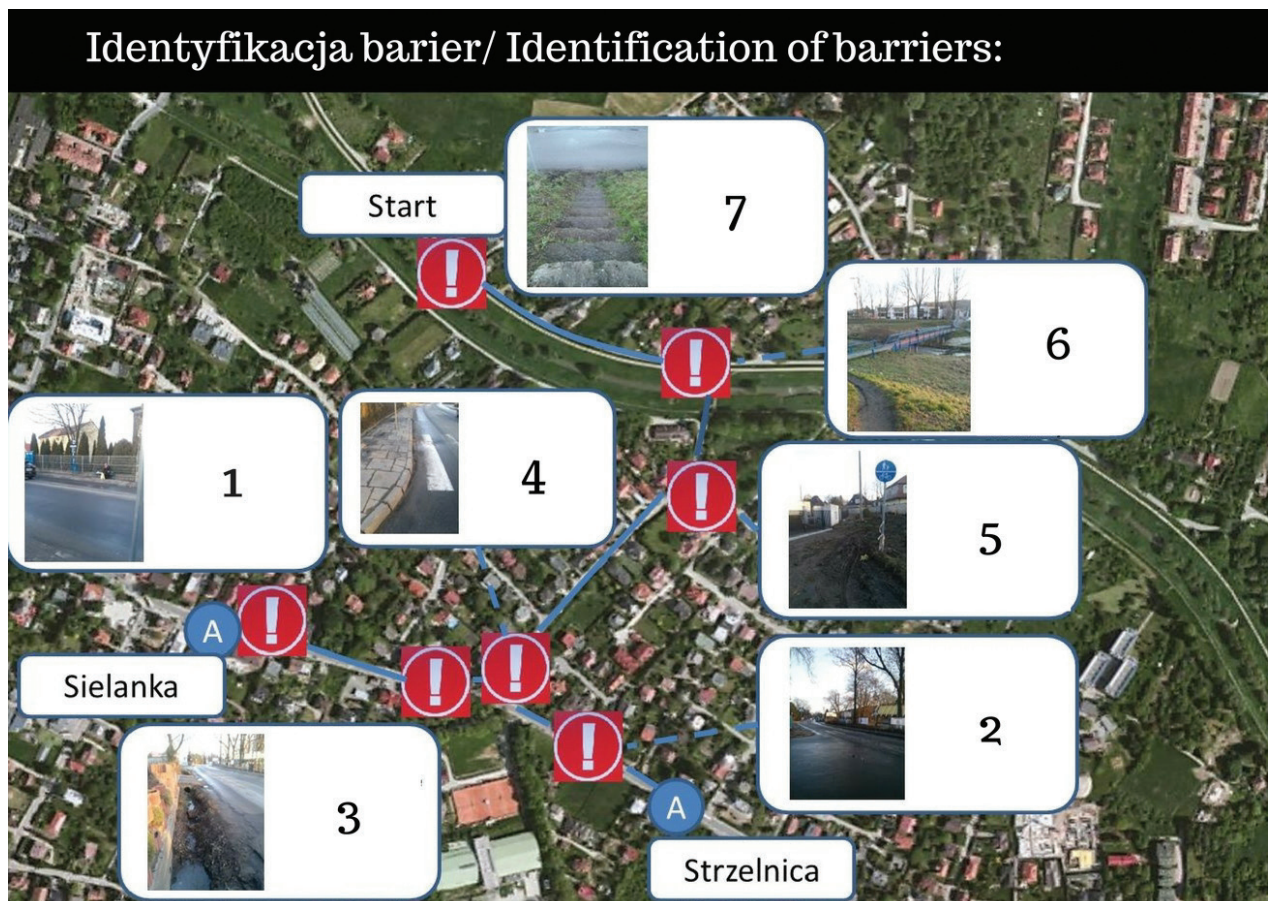 Identyfikacja barier/ Identification of barriers:
Start
7
6
1
4
5
A
Sielanka
2
3
A
Strzelnica